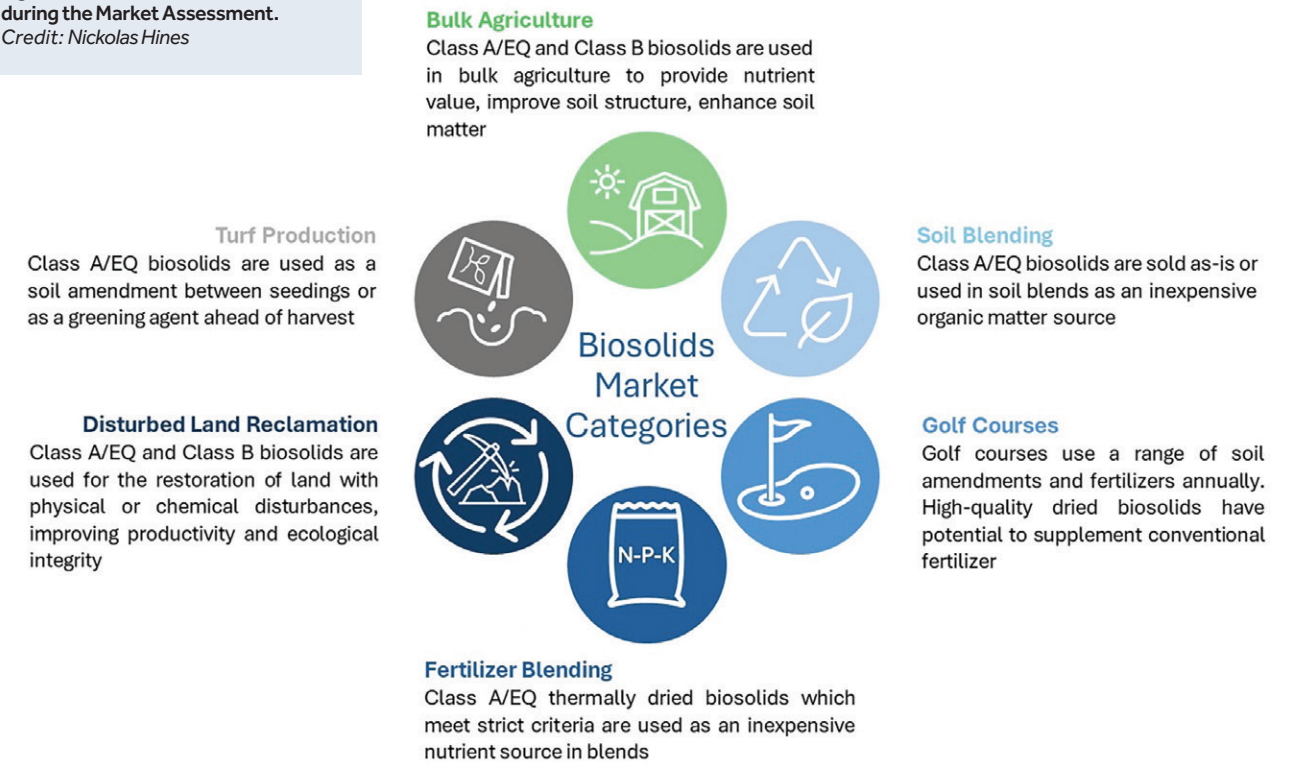 during the Market Assessment.
Credit: Nickolas Hines
Bulk Agriculture
Class A/EQ and Class B biosolids are used
in bulk agriculture to provide nutrient
value, improve soil structure, enhance soil
matter
Turf Production
Class A/EQ biosolids are used as a
soil amendment between seedings or
as a greening agent ahead of harvest
Soil Blending
Class A/EQ biosolids are sold as-is or
used in soil blends as an inexpensive
organic matter source
Biosolids
Market
Categories
Disturbed Land Reclamation
Class A/EQ and Class B biosolids are
used for the restoration of land with
physical or chemical disturbances,
improving productivity and ecological
integrity
Golf Courses
Golf courses use a range of soil
amendments and fertilizers annually.
High-quality dried biosolids have
potential to supplement conventional
fertilizer
N-P-K
Fertilizer Blending
Class A/EQ thermally dried biosolids which
meet strict criteria are used as an inexpensive
nutrient source in blends